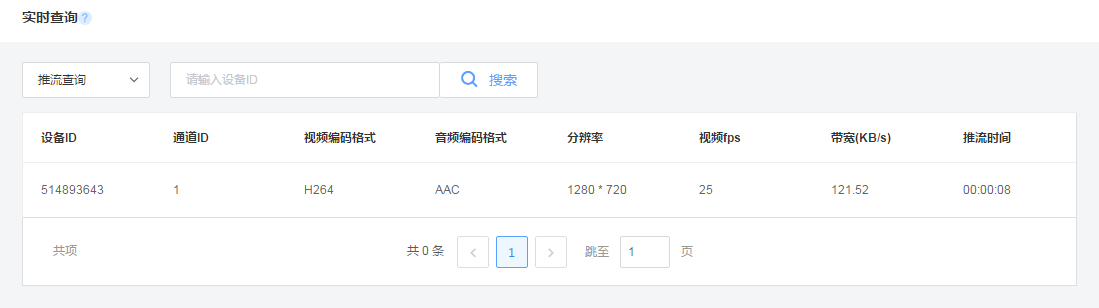 实时查询 ?
推流查询 请输入设备ID 搜索
设备ID 通道ID 视频编码格式 音频编码格式 分辨率 视频fps 带宽(KB/s) 推流时间
514893643 1 H264 AAC 1280 * 720 25 121.52 00:00:08
共项 共 0 条 1 跳至 1 页